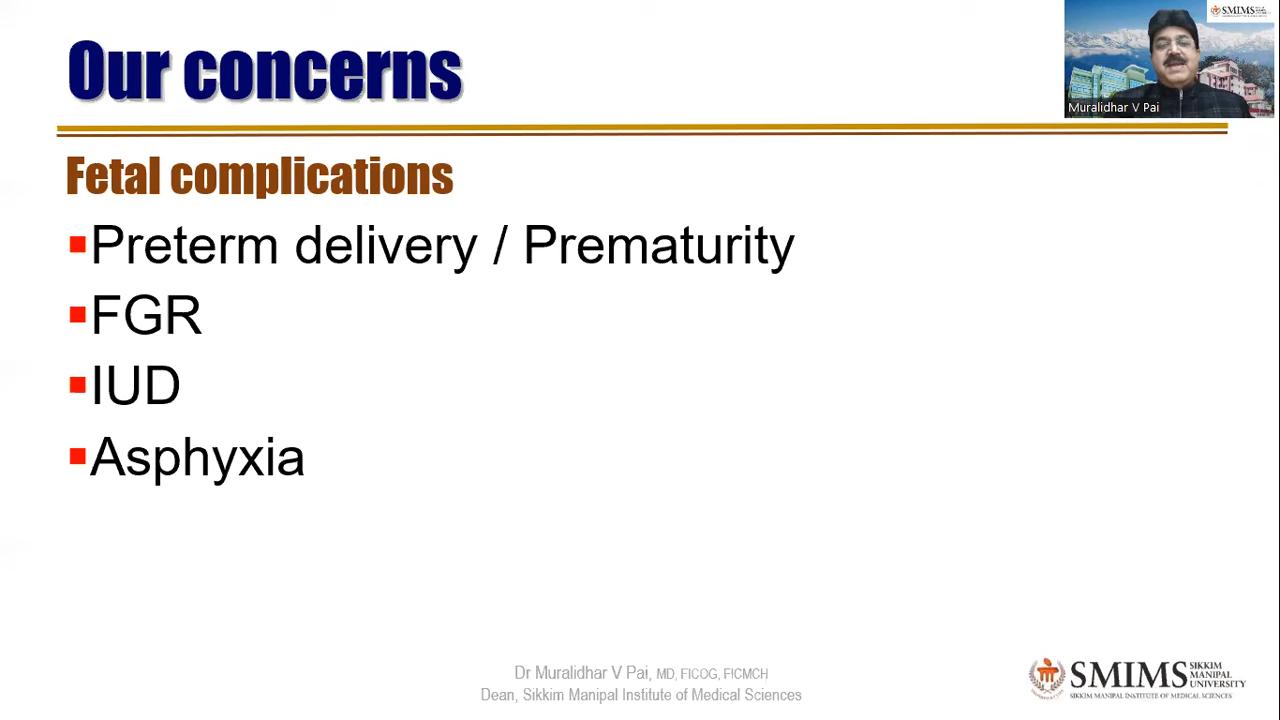 Our concerns
SMIMS
Muralidhar V Pai
Fetal complications
Preterm delivery / Prematurity
FGR
IUD
Asphyxia
Dr Muralidhar V Pai, MD, FICOG, FICMCH
Dean, Sikkim Manipal Institute of Medical Sciences
SMIMS SIKKIM MANIPAL UNIVERSITY
SIKKIM MANIPAL INSTITUTE OF MEDICAL SCIENCES